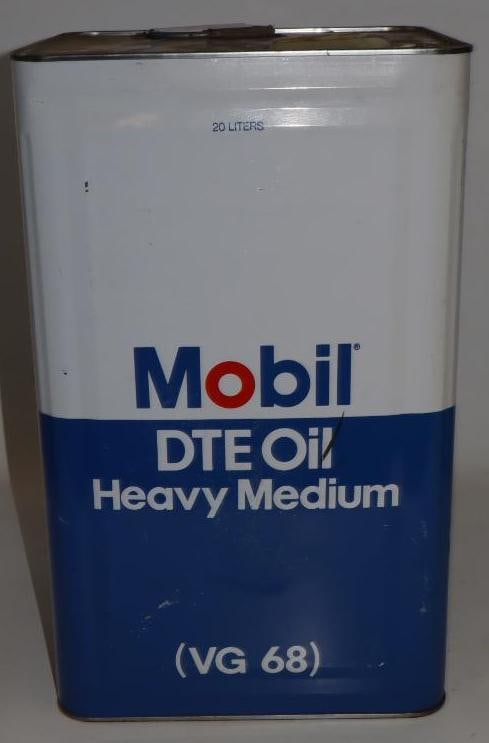 20 LITERS
Mobil®
DTE Oil
Heavy Medium
(VG 68)